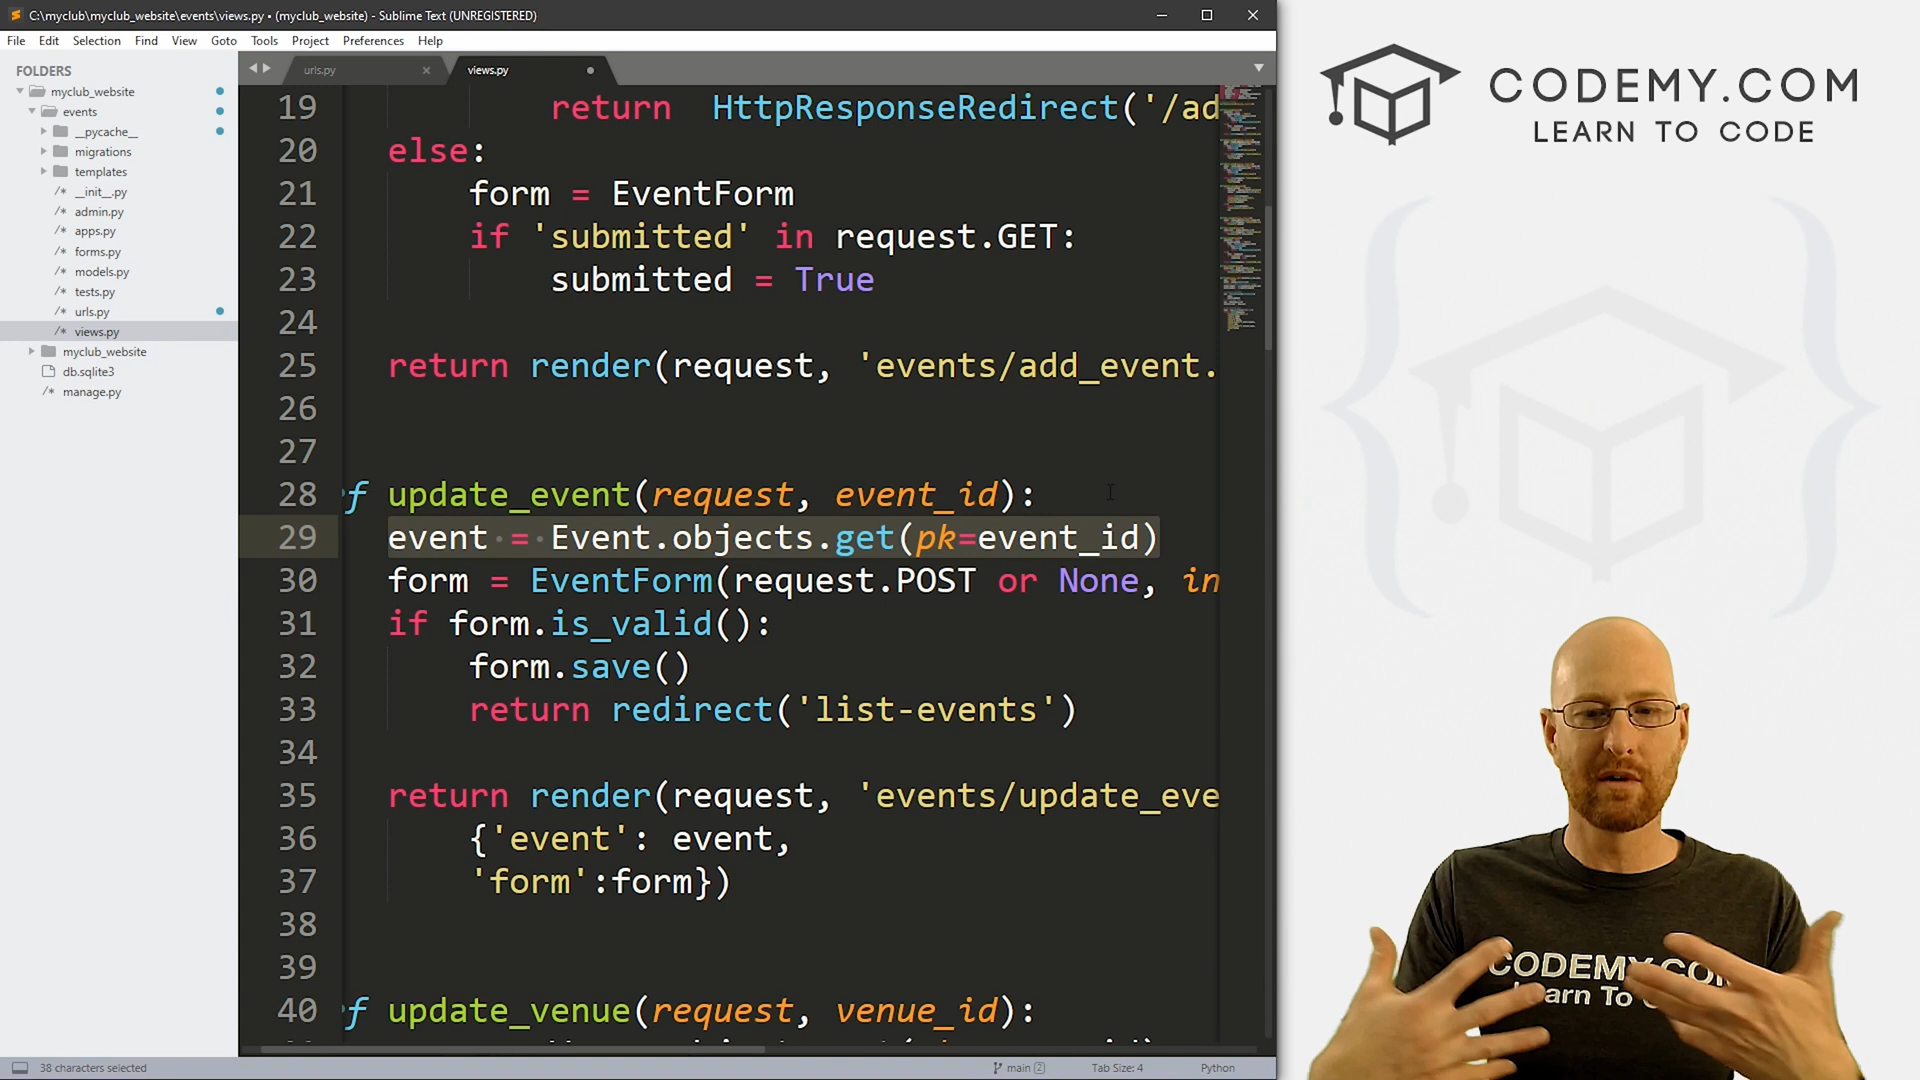 C:\myclub\myclub_website\events\views.py • (myclub_website) - Sublime Text (UNREGISTERED)
File Edit Selection Find View Goto Tools Project Preferences Help
FOLDERS
myclub_website
events
__pycache__
migrations
templates
__init__.py
admin.py
apps.py
forms.py
models.py
tests.py
urls.py
views.py
myclub_website
db.sqlite3
manage.py
urls.py
views.py
19 return HttpResponseRedirect('/ad
20 else:
21 form = EventForm
22 if 'submitted' in request.GET:
23 submitted = True
24
25 return render(request, 'events/add_event.
26
27
28 f update_event(request, event_id):
29 event = Event.objects.get(pk=event_id)
30 form = EventForm(request.POST or None, in
31 if form.is_valid():
32 form.save()
33 return redirect('list-events')
34
35 return render(request, 'events/update_eve
36 {'event': event,
37 'form':form})
38
39
40 f update_venue(request, venue_id):
38 characters selected
main 2
Tab Size: 4
Python
CODEMY.COM
LEARN TO CODE
CODEMY.CO
Learn To